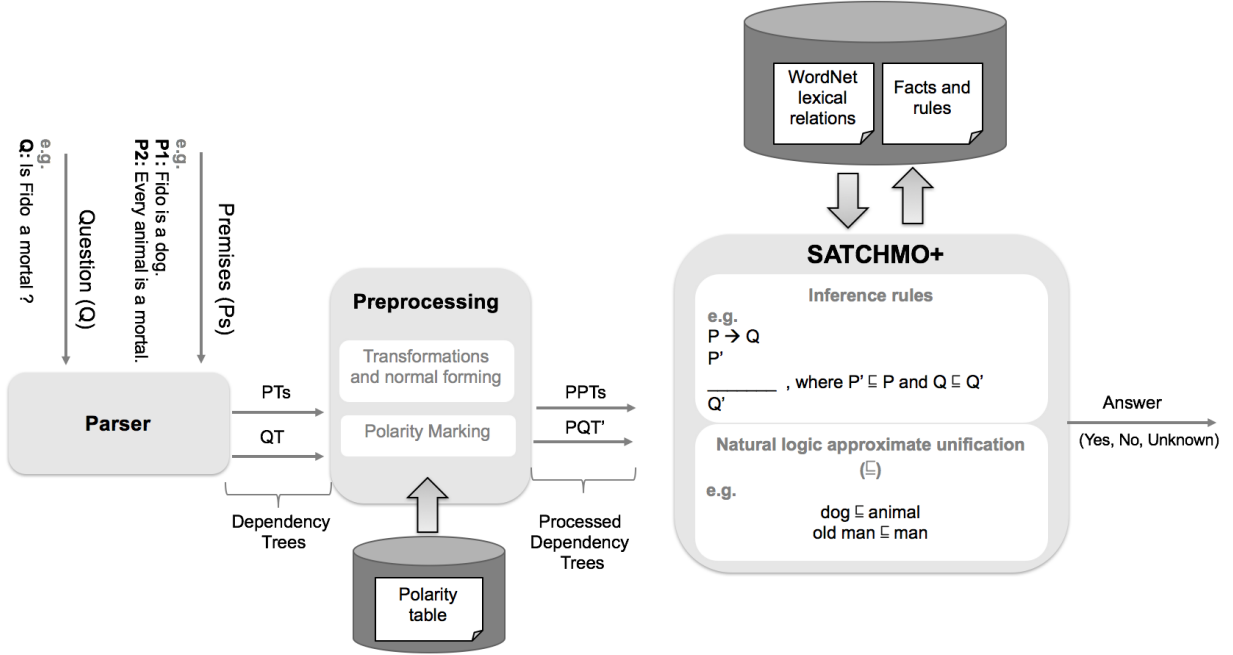 e.g.
Q: Is Fido a mortal ?
Question (Q)
e.g.
P1: Fido is a dog.
P2: Every animal is a mortal.
Premises (Ps)
Parser
PTs
QT
Dependency
Trees
Preprocessing
Transformations
and normal forming
Polarity Marking
Polarity
table
PPTs
PQT’
Processed
Dependency
Trees
WordNet
lexical
relations
Facts and
rules
SATCHMO+
Inference rules
e.g.
P → Q
P’
_______ , where P’ ⊑ P and Q ⊑ Q’
Q’
Natural logic approximate unification
(⊑)
e.g.
dog ⊑ animal
old man ⊑ man
Answer
(Yes, No, Unknown)